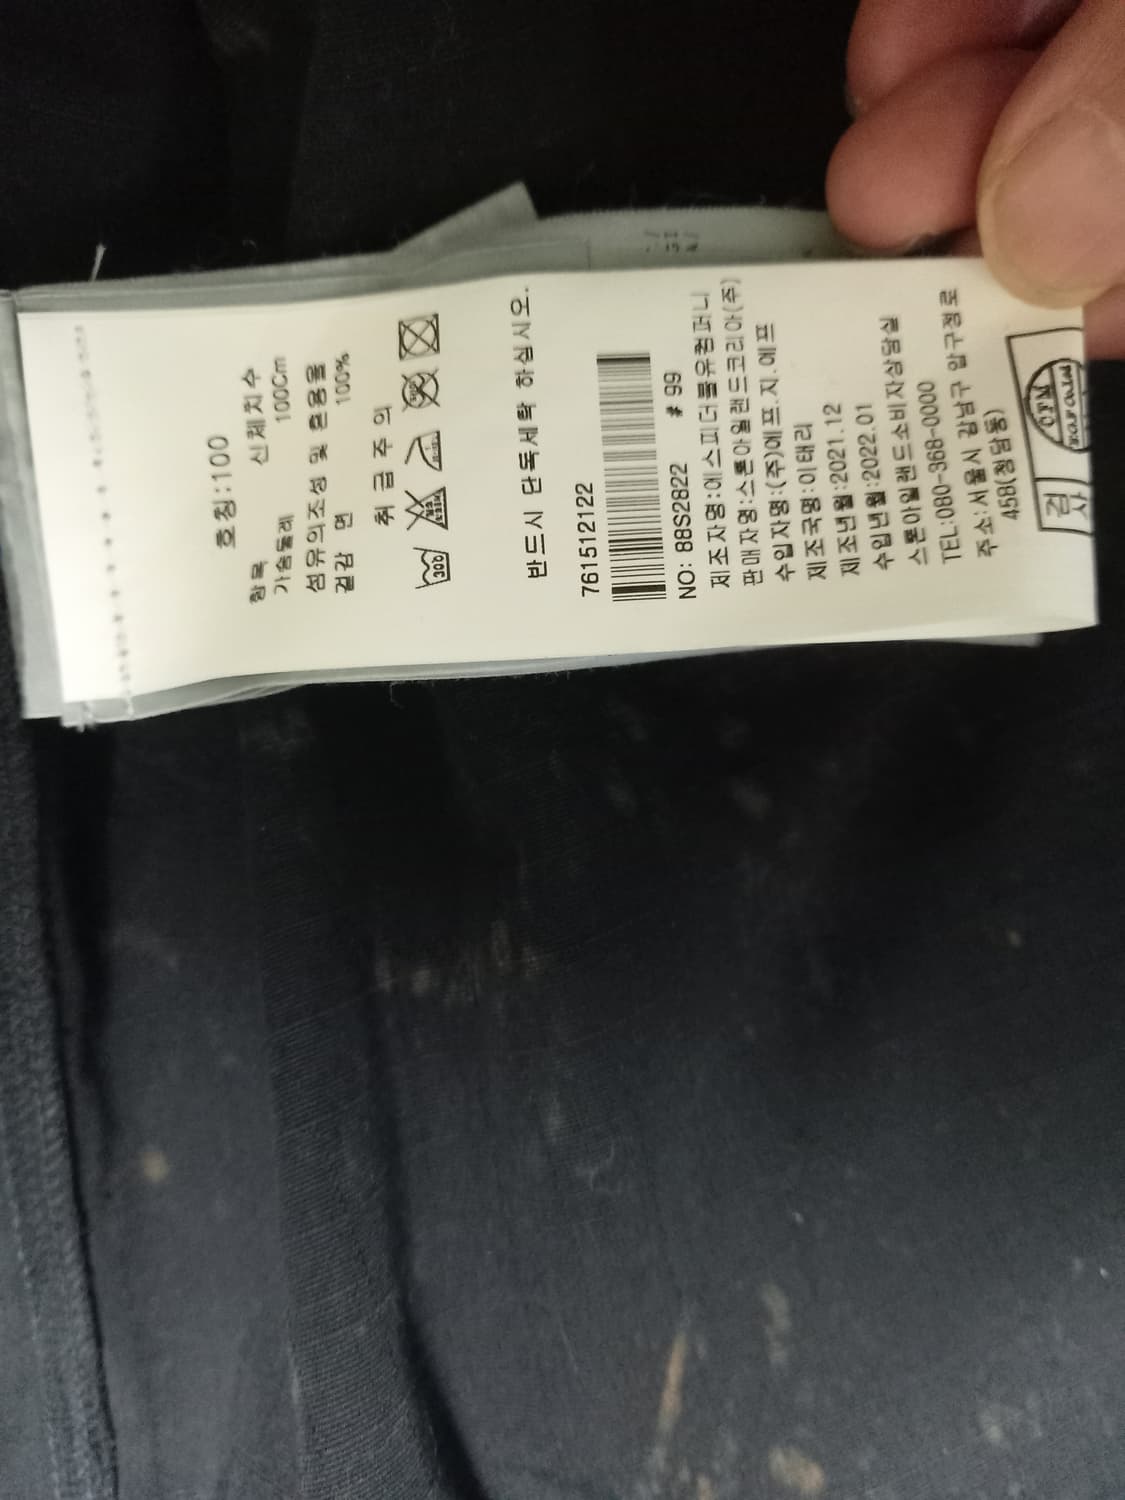 호칭:100
항목 신체치수
가슴둘레 100Cm
섬유의조성 및 혼용율
겉감 면 100%
취급주의
30C
반드시 단독세탁 하십시오.
761512122
NO: 88S2822 # 99
제조자명:에스피더블유컴퍼니
판매자명:스톤아일랜드코리아(주)
수입자명:(주)에프.지.에프
제조국명:이태리
제조년월:2021.12
수입년월:2022.01
스톤아일랜드소비자상담실
TEL:080-368-0000
주소:서울시 강남구 압구정로
458(청담동)